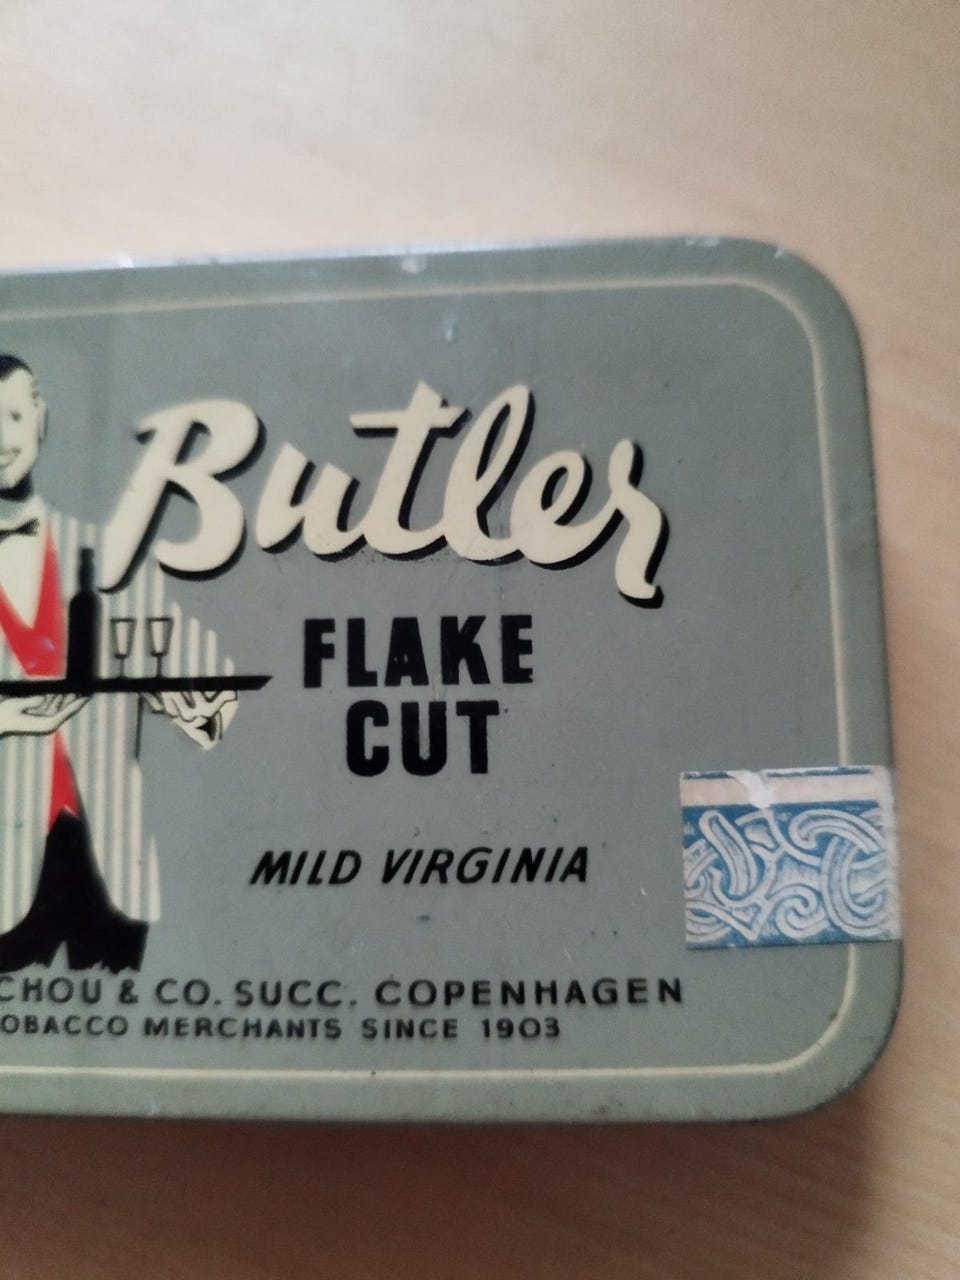 Butler
FLAKE
CUT
MILD VIRGINIA
CHOU & CO. SUCC. COPENHAGEN
OBACCO MERCHANTS SINCE 1903